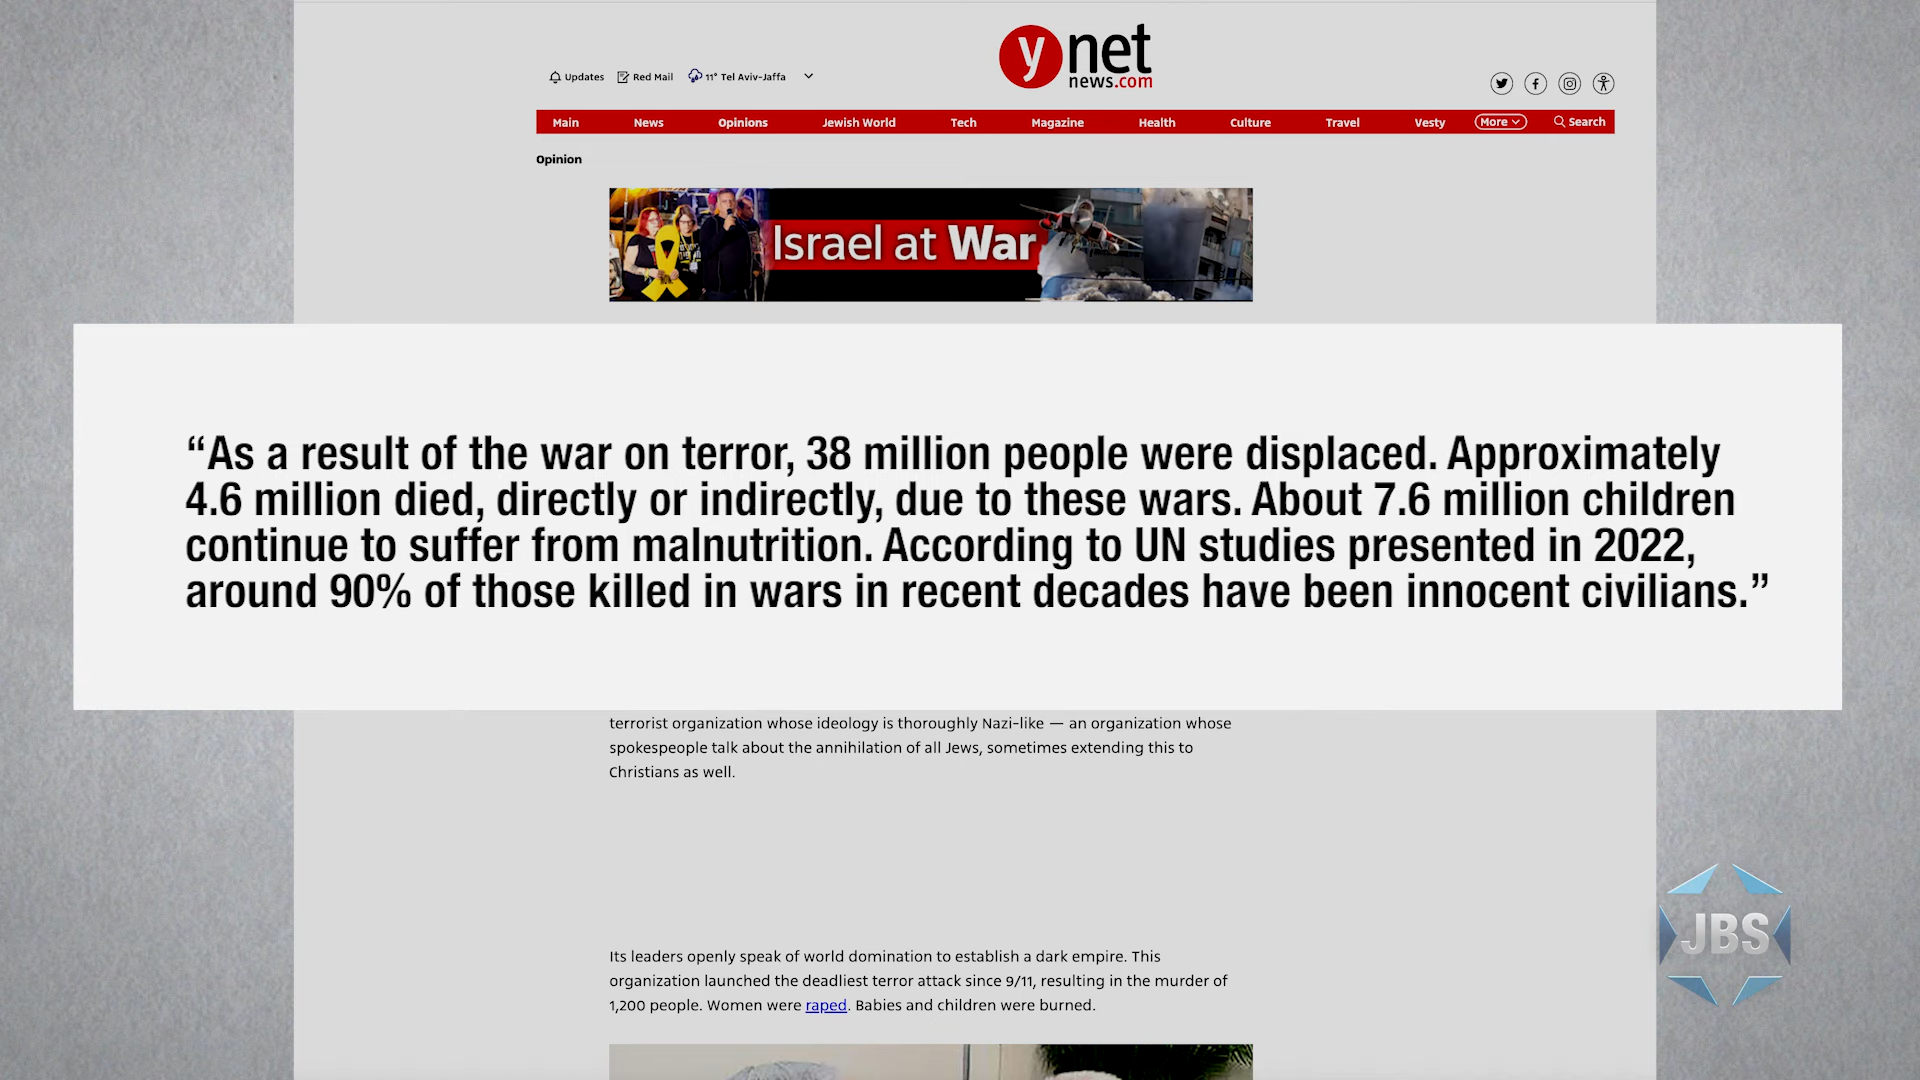 y net
news.com
Updates Red Mail 11° Tel Aviv-Jaffa
Main News Opinions Jewish World Tech Magazine Health Culture Travel Vesty More Search
Opinion
Israel at War
“As a result of the war on terror, 38 million people were displaced. Approximately
4.6 million died, directly or indirectly, due to these wars. About 7.6 million children
continue to suffer from malnutrition. According to UN studies presented in 2022,
around 90% of those killed in wars in recent decades have been innocent civilians.”
terrorist organization whose ideology is thoroughly Nazi-like — an organization whose
spokespeople talk about the annihilation of all Jews, sometimes extending this to
Christians as well.
JBS
Its leaders openly speak of world domination to establish a dark empire. This
organization launched the deadliest terror attack since 9/11, resulting in the murder of
1,200 people. Women were raped. Babies and children were burned.